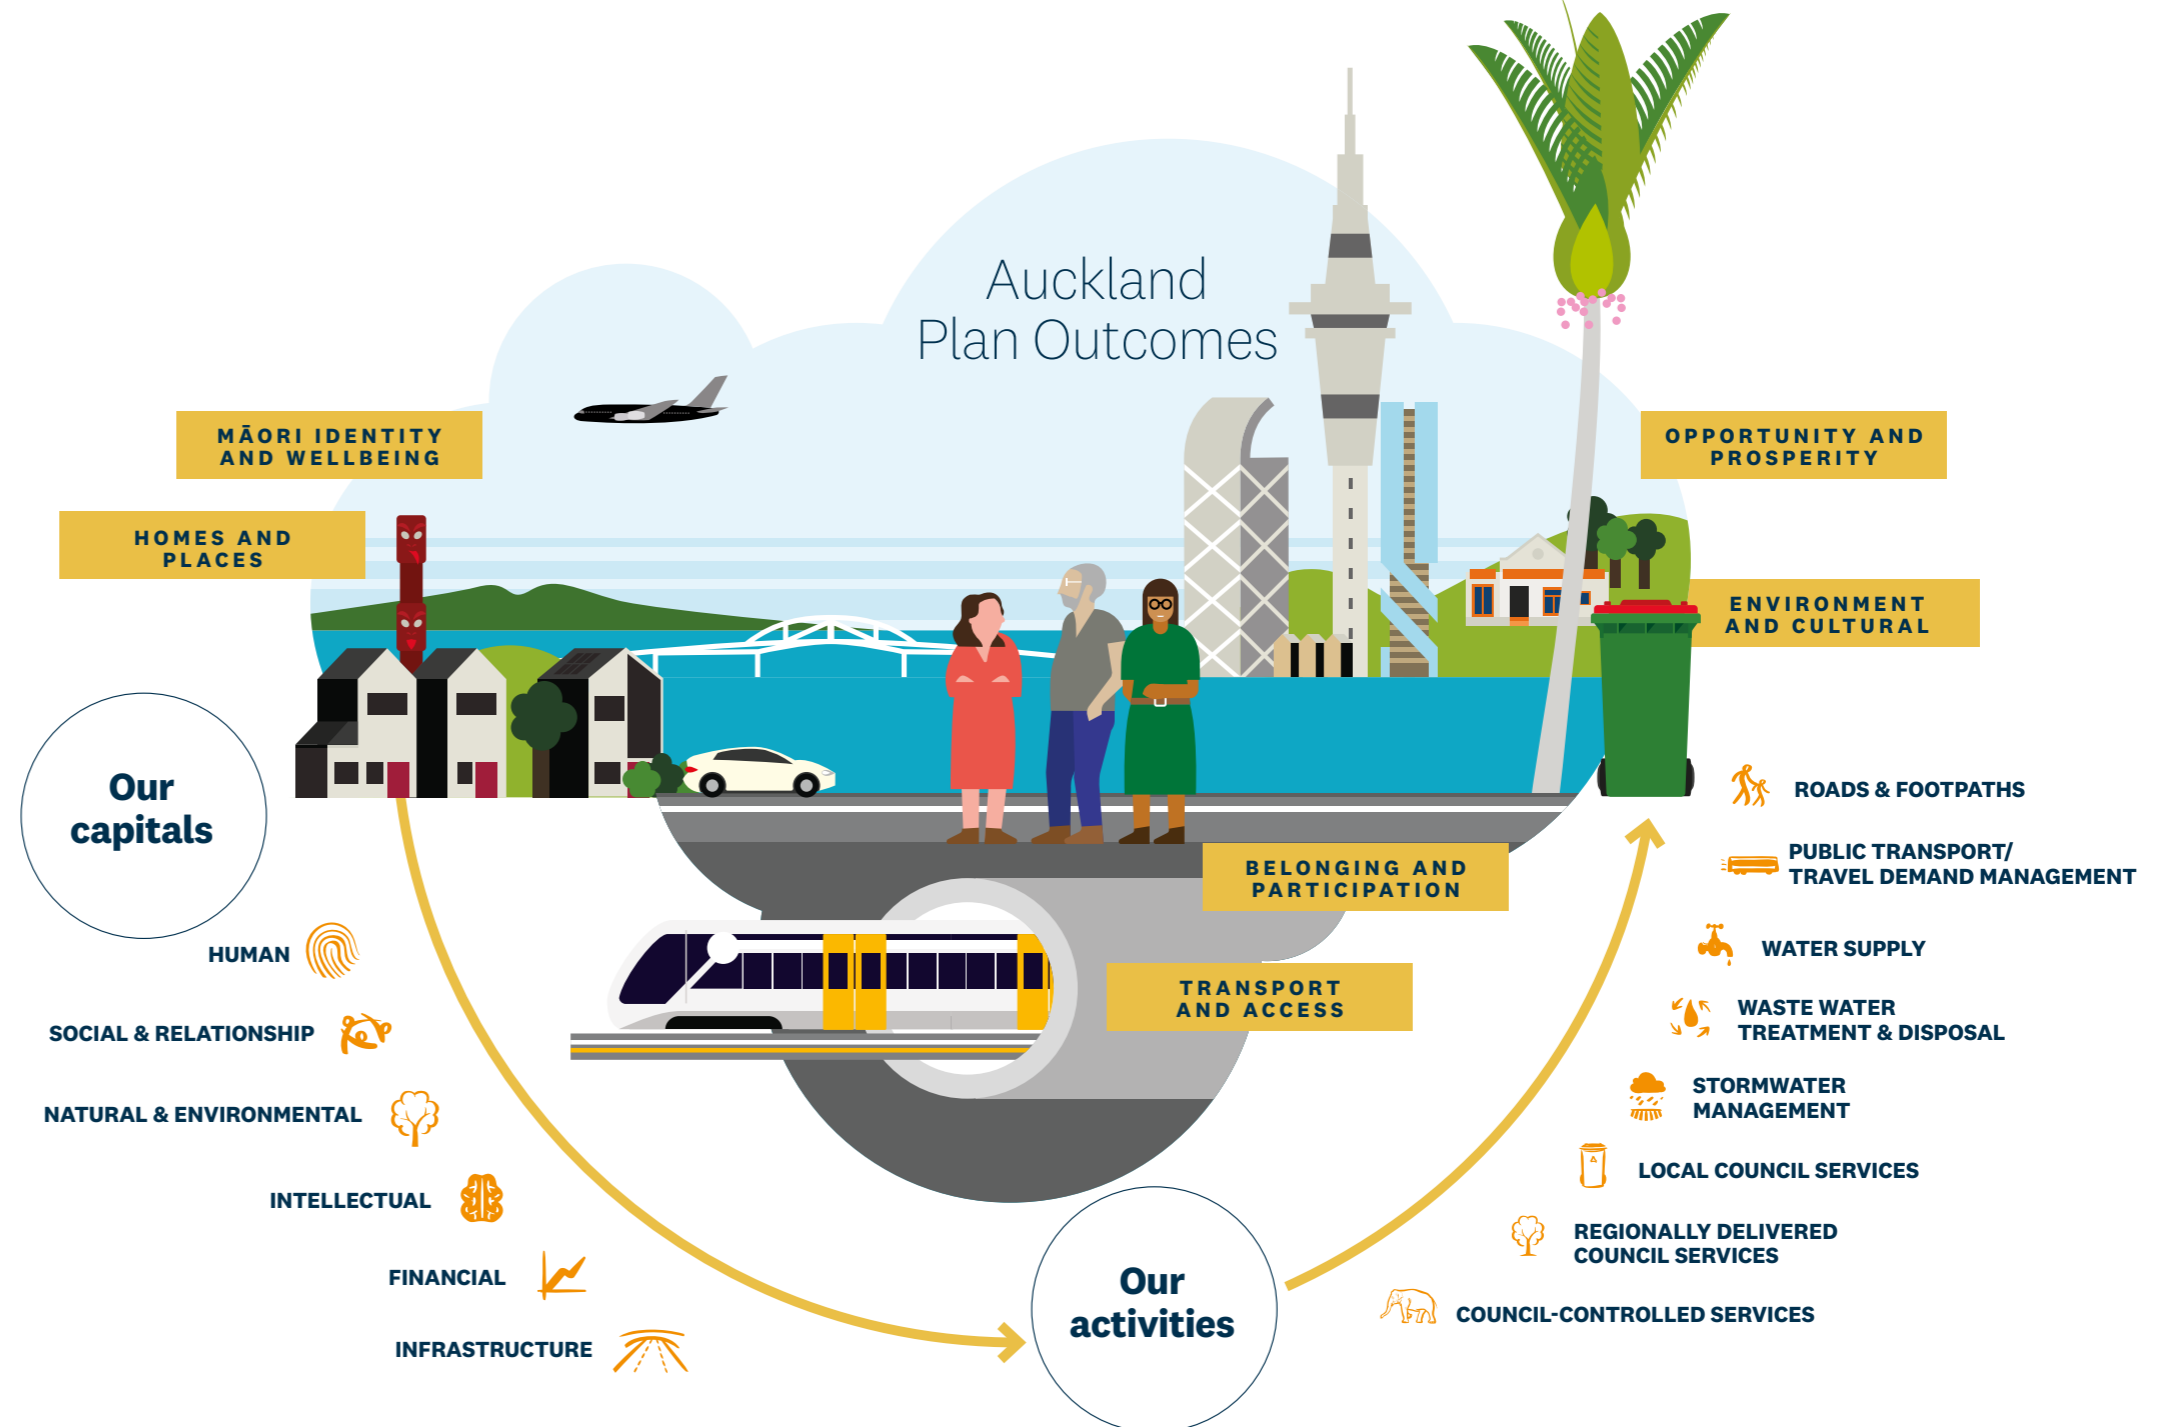 Auckland
Plan Outcomes
MĀORI IDENTITY
AND WELLBEING
HOMES AND
PLACES
OPPORTUNITY AND
PROSPERITY
ENVIRONMENT
AND CULTURAL
BELONGING AND
PARTICIPATION
TRANSPORT
AND ACCESS
Our
capitals
HUMAN
SOCIAL & RELATIONSHIP
NATURAL & ENVIRONMENTAL
INTELLECTUAL
FINANCIAL
INFRASTRUCTURE
Our
activities
ROADS & FOOTPATHS
PUBLIC TRANSPORT/
TRAVEL DEMAND MANAGEMENT
WATER SUPPLY
WASTE WATER
TREATMENT & DISPOSAL
STORMWATER
MANAGEMENT
LOCAL COUNCIL SERVICES
REGIONALLY DELIVERED
COUNCIL SERVICES
COUNCIL-CONTROLLED SERVICES